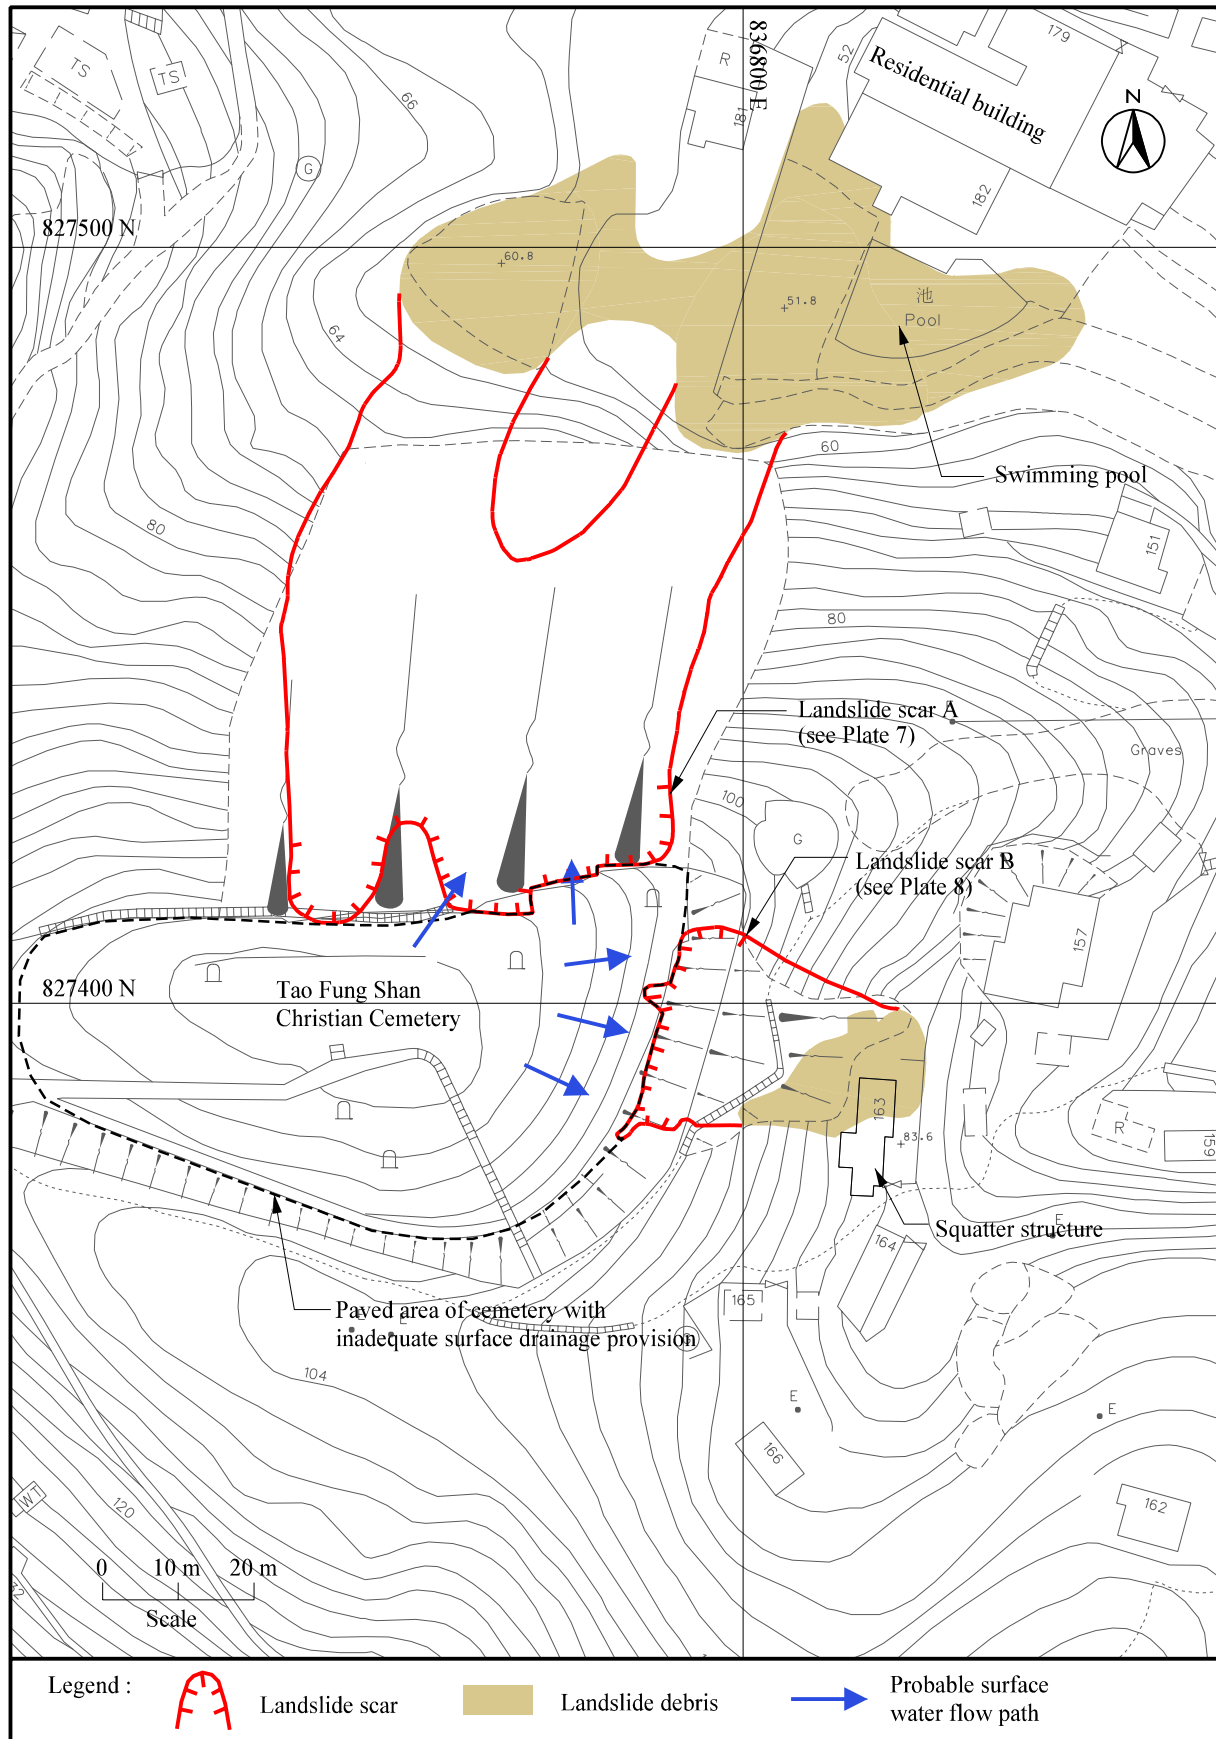 TS
TS
66
G
R
181
836800 E
52
179
Residential building
182
N
827500 N
60.8
51.8
池
Pool
64
60
Swimming pool
80
151
80
Landslide scar A
(see Plate 7)
Graves
100
G
Landslide scar B
(see Plate 8)
157
827400 N
Tao Fung Shan
Christian Cemetery
163
83.6
R
159
E
Squatter structure
164
165
Paved area of cemetery with
inadequate surface drainage provision
E
104
E
E
166
WT
120
162
32
0 10 m 20 m
Scale
Legend :
Landslide scar
Landslide debris
Probable surface
water flow path